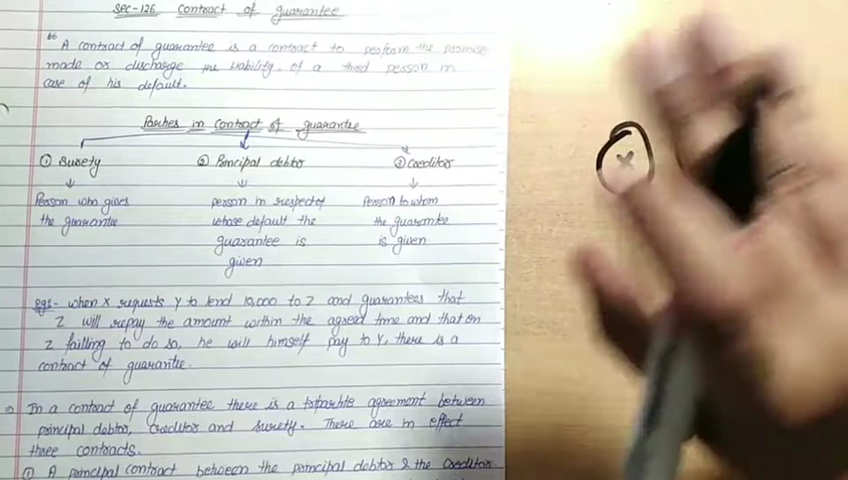 Sec-126 Contract of guarantee
" A contract of guarantee is a contract to perform the promise
made or discharge the liability, of a third person in
case of his default.
Parties in contract of guarantee
① Surety ② Principal debtor ③ Creditor
Person who gives person in respect of Person to whom
the guarantee whose default the the guarantee
guarantee is is given
given
egs- when X requests Y to lend 10,000 to Z and guarantees that
Z will repay the amount within the agreed time and that on
Z failling to do so, he will himself pay to Y, there is a
contract of guarantee.
⇒ In a contract of guarantee there is a tripartite agreement between
principal debtor, Creditor and surety. There are in effect
three contracts.
① A principal contract between the principal debtor & the creditor.
X